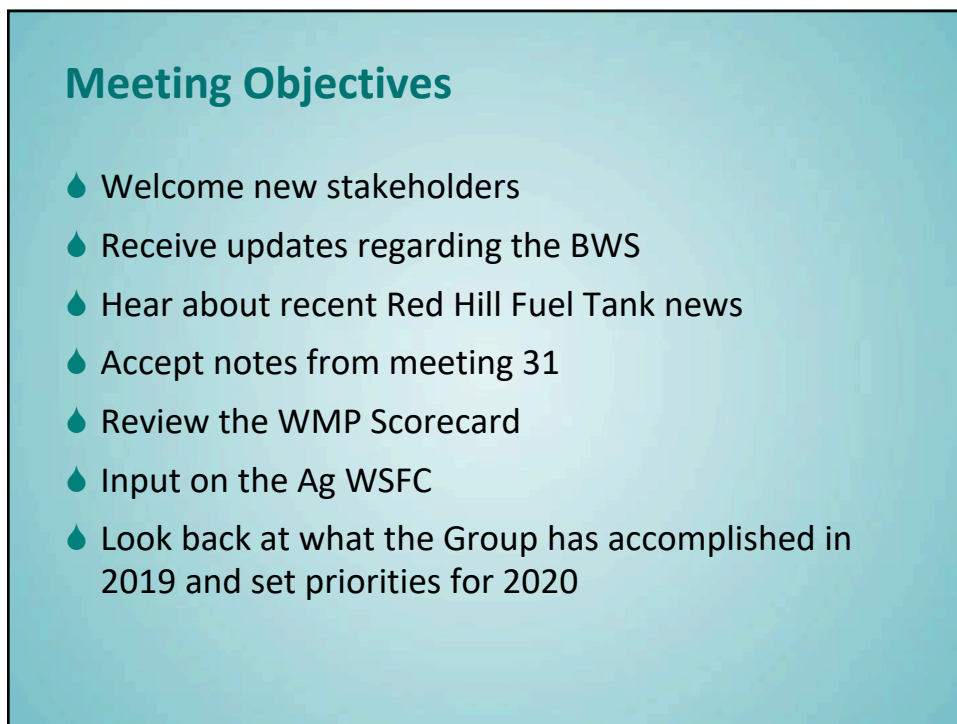 Meeting Objectives
Welcome new stakeholders
Receive updates regarding the BWS
Hear about recent Red Hill Fuel Tank news
Accept notes from meeting 31
Review the WMP Scorecard
Input on the Ag WSFC
Look back at what the Group has accomplished in
2019 and set priorities for 2020